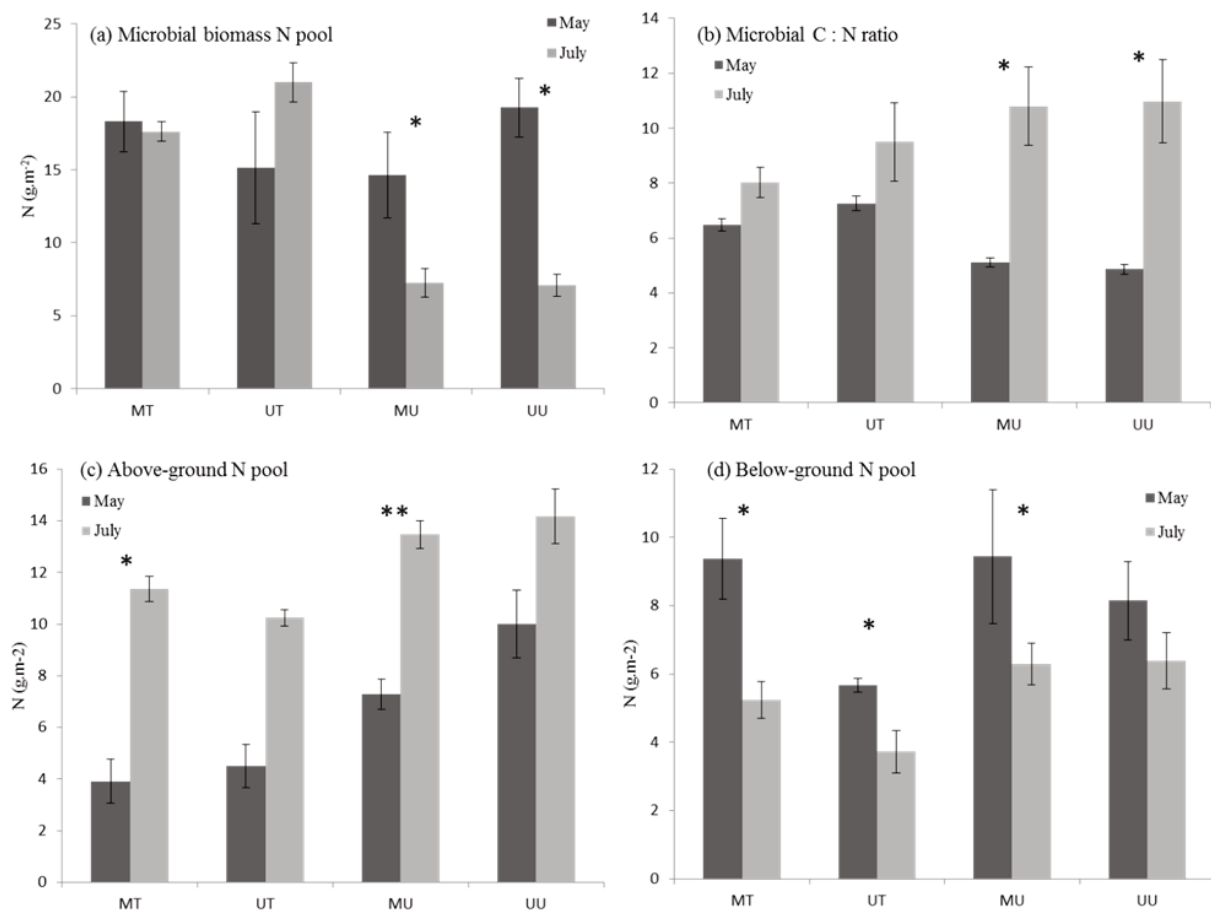 (a) Microbial biomass N pool
May
July
N (g.m-2)
25
20
15
10
5
0
*
*
MT UT MU UU
(b) Microbial C : N ratio
May
July
14
12
10
8
6
4
2
0
*
*
MT UT MU UU
(c) Above-ground N pool
May
July
N (g.m-2)
16
14
12
10
8
6
4
2
0
*
**
MT UT MU UU
(d) Below-ground N pool
May
July
N (g.m-2)
12
10
8
6
4
2
0
*
*
*
MT UT MU UU